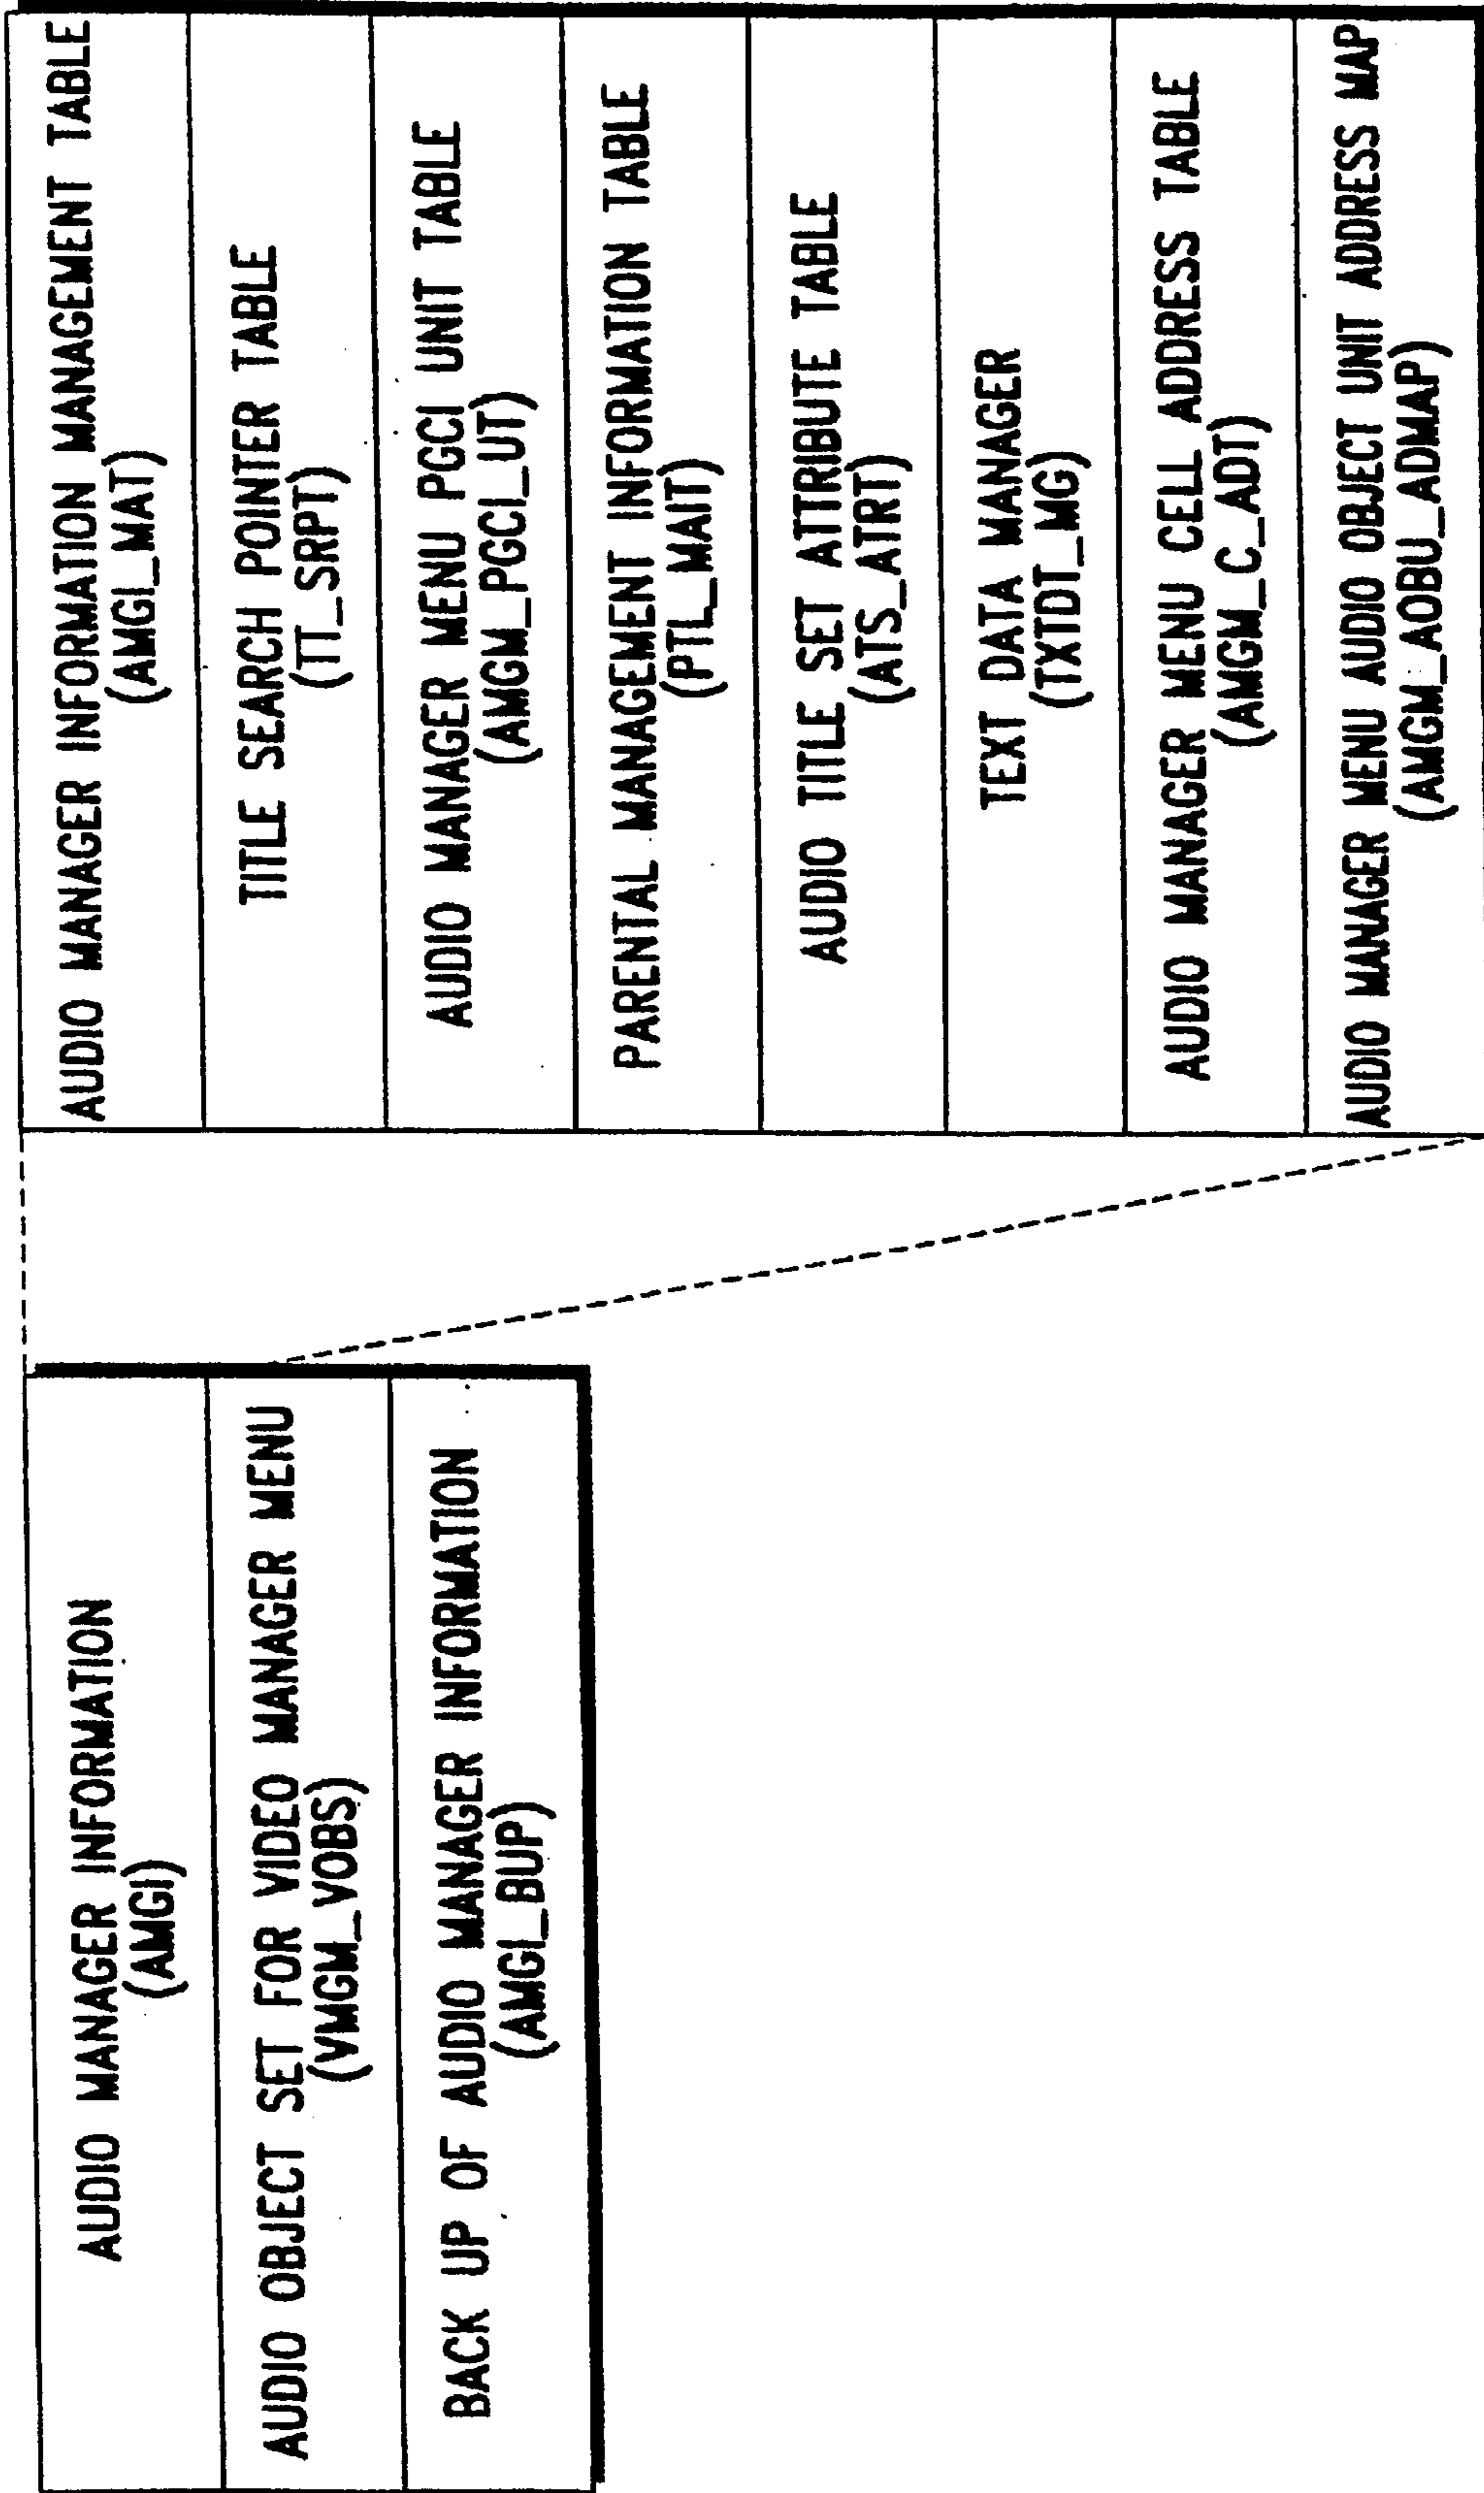 AUDIO MANAGER INFORMATION
(AMGI)
AUDIO OBJECT SET FOR VIDEO MANAGER MENU
(VMGM_VOBS)
BACK UP OF AUDIO MANAGER INFORMATION
(AMGI_BUP)
AUDIO MANAGER INFORMATION MANAGEMENT TABLE
(AMGI_MAT)
TITLE SEARCH POINTER TABLE
(TT_SRPT)
AUDIO MANAGER MENU PGCI UNIT TABLE
(AMGM_PGCI_UT)
PARENTAL MANAGEMENT INFORMATION TABLE
(PTL_MAIT)
AUDIO TITLE SET ATTRIBUTE TABLE
(ATS_ATRT)
TEXT DATA MANAGER
(TXTDT_MG)
AUDIO MANAGER MENU CELL ADDRESS TABLE
(AMGM_C_ADT)
AUDIO MANAGER MENU AUDIO OBJECT UNIT ADDRESS MAP
(AMGM_AOBU_ADMAP)